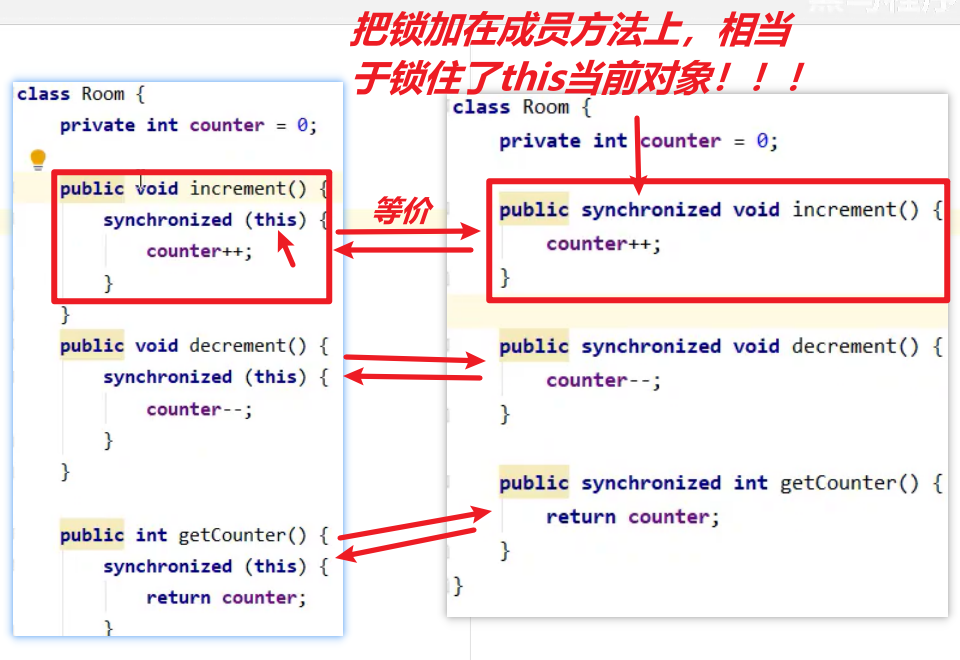 把锁加在成员方法上，相当
于锁住了this当前对象！！！
class Room {
private int counter = 0;
public void increment() {
synchronized (this) {
counter++;
}
}
public void decrement() {
synchronized (this) {
counter--;
}
}
public int getCounter() {
synchronized (this) {
return counter;
}
等价
class Room {
private int counter = 0;
public synchronized void increment() {
counter++;
}
public synchronized void decrement() {
counter--;
}
public synchronized int getCounter() {
return counter;
}
}